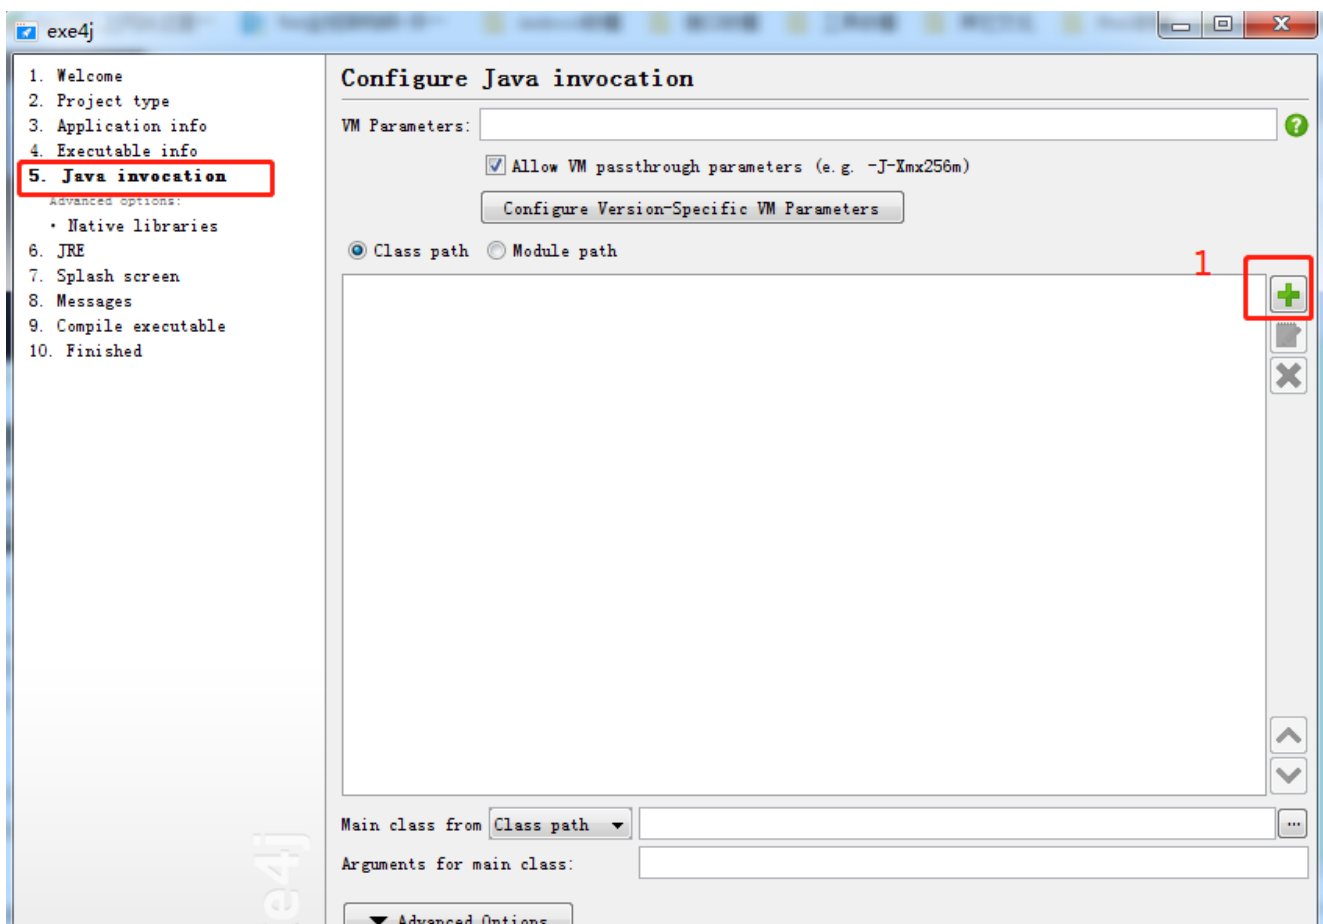 exe4j
1. Welcome
2. Project type
3. Application info
4. Executable info
5. Java invocation
Advanced options:
• Native libraries
6. JRE
7. Splash screen
8. Messages
9. Compile executable
10. Finished
Configure Java invocation
VM Parameters:
Allow VM passthrough parameters (e.g. -J-Xmx256m)
Configure Version-Specific VM Parameters
Class path Module path
1
Main class from Class path ...
Arguments for main class:
Advanced Options
e4j